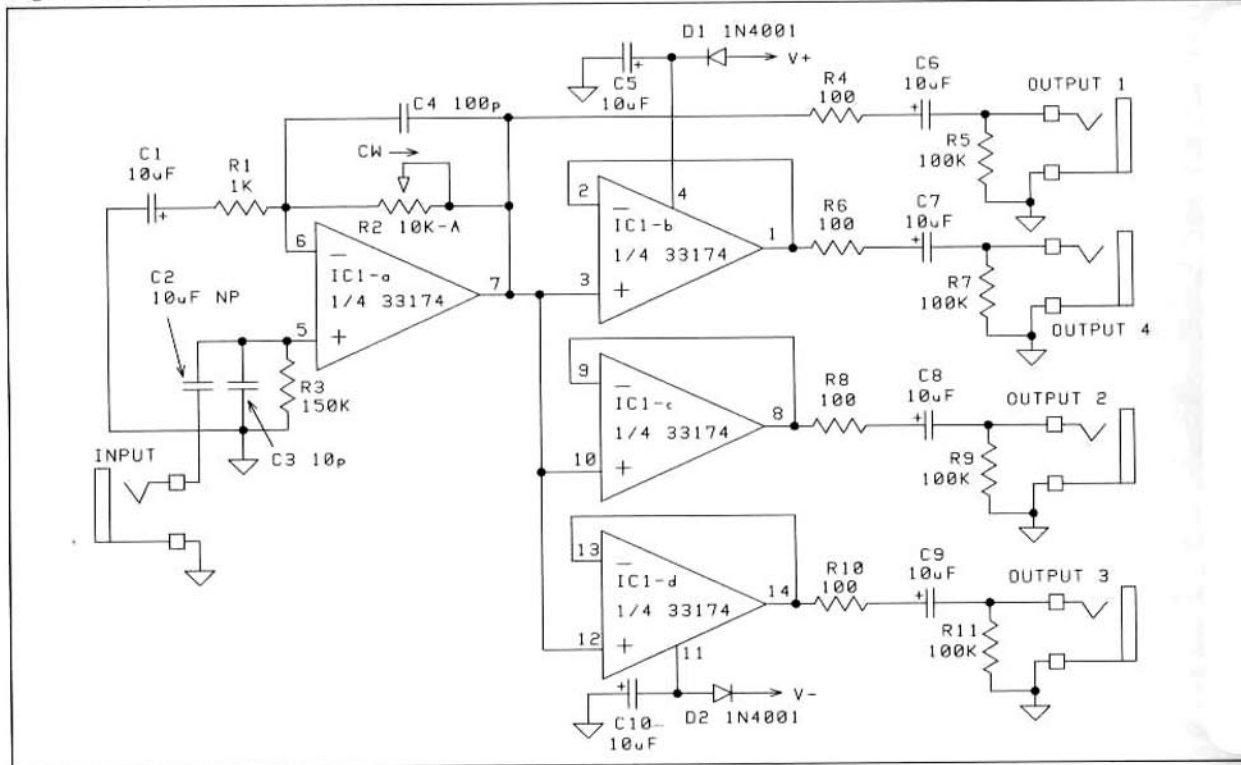 D1 1N4001
V+
C5
10uF
R4
100
C6
10uF
OUTPUT 1
C4 100p
CW
C1
10uF
R1
1K
R5
100K
R2 10K-A
2
4
IC1-b
1/4 33174
1
3
R6
100
C7
10uF
R7
100K
OUTPUT 4
6
IC1-a
1/4 33174
7
5
C2
10uF NP
R3
150K
C3 10p
INPUT
9
IC1-c
1/4 33174
8
10
R8
100
C8
10uF
OUTPUT 2
R9
100K
13
IC1-d
1/4 33174
14
12
11
R10
100
C9
10uF
OUTPUT 3
R11
100K
V-
C10
10uF
D2 1N4001